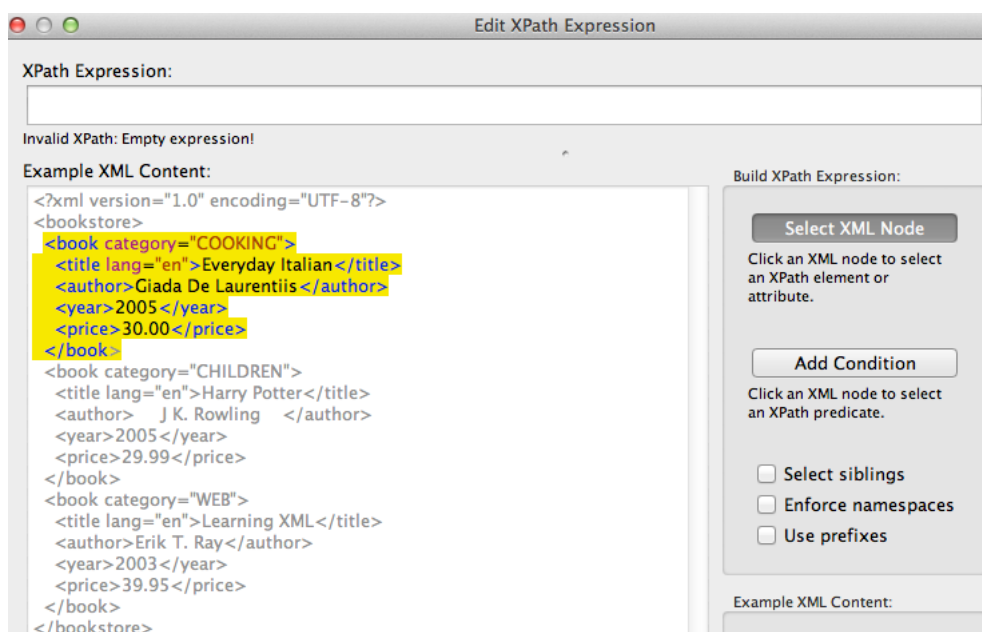 Edit XPath Expression
XPath Expression:
Invalid XPath: Empty expression!
Example XML Content:
<?xml version="1.0" encoding="UTF-8"?>
<bookstore>
<book category="COOKING">
<title lang="en">Everyday Italian</title>
<author>Giada De Laurentiis</author>
<year>2005</year>
<price>30.00</price>
</book>
<book category="CHILDREN">
<title lang="en">Harry Potter</title>
<author>    J K. Rowling    </author>
<year>2005</year>
<price>29.99</price>
</book>
<book category="WEB">
<title lang="en">Learning XML</title>
<author>Erik T. Ray</author>
<year>2003</year>
<price>39.95</price>
</book>
</bookstore>
Build XPath Expression:
Select XML Node
Click an XML node to select
an XPath element or
attribute.
Add Condition
Click an XML node to select
an XPath predicate.
Select siblings
Enforce namespaces
Use prefixes
Example XML Content: